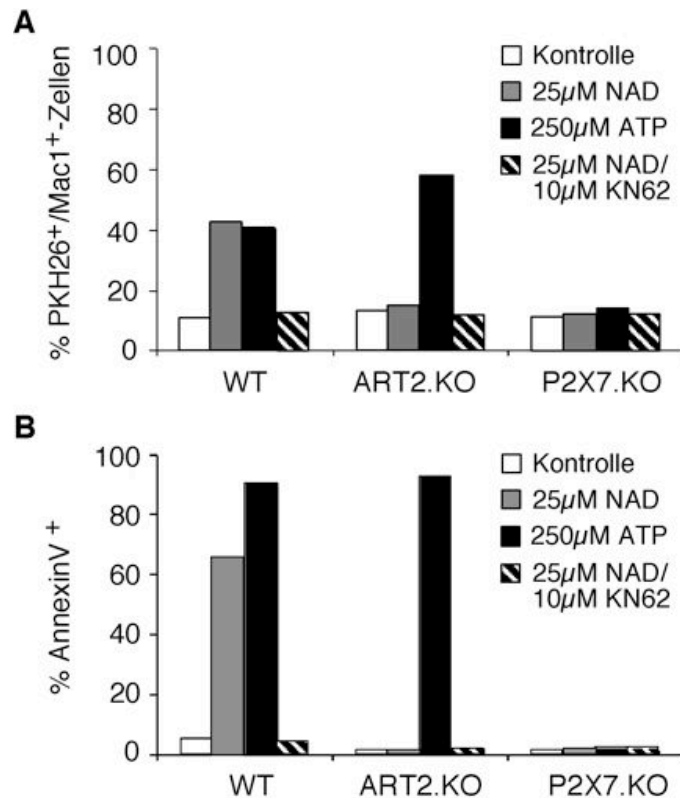 A
% PKH26+/Mac1+-Zellen
100
80
60
40
20
0
Kontrolle
25µM NAD
250µM ATP
25µM NAD/
10µM KN62
WT ART2.KO P2X7.KO
B
% AnnexinV +
100
80
60
40
20
0
Kontrolle
25µM NAD
250µM ATP
25µM NAD/
10µM KN62
WT ART2.KO P2X7.KO